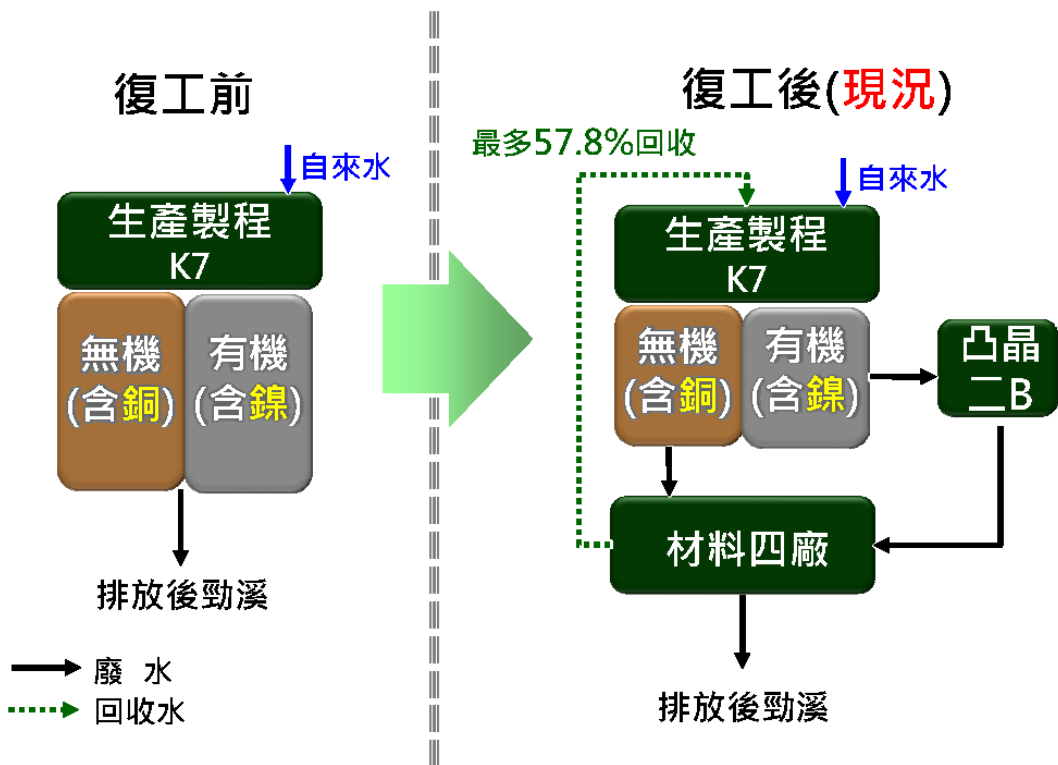 復工前
自來水
生產製程
K7
無機
(含銅)
有機
(含鎳)
排放後勁溪
廢 水
回收水
復工後(現況)
最多57.8%回收
自來水
生產製程
K7
無機
(含銅)
有機
(含鎳)
凸晶
二B
材料四廠
排放後勁溪